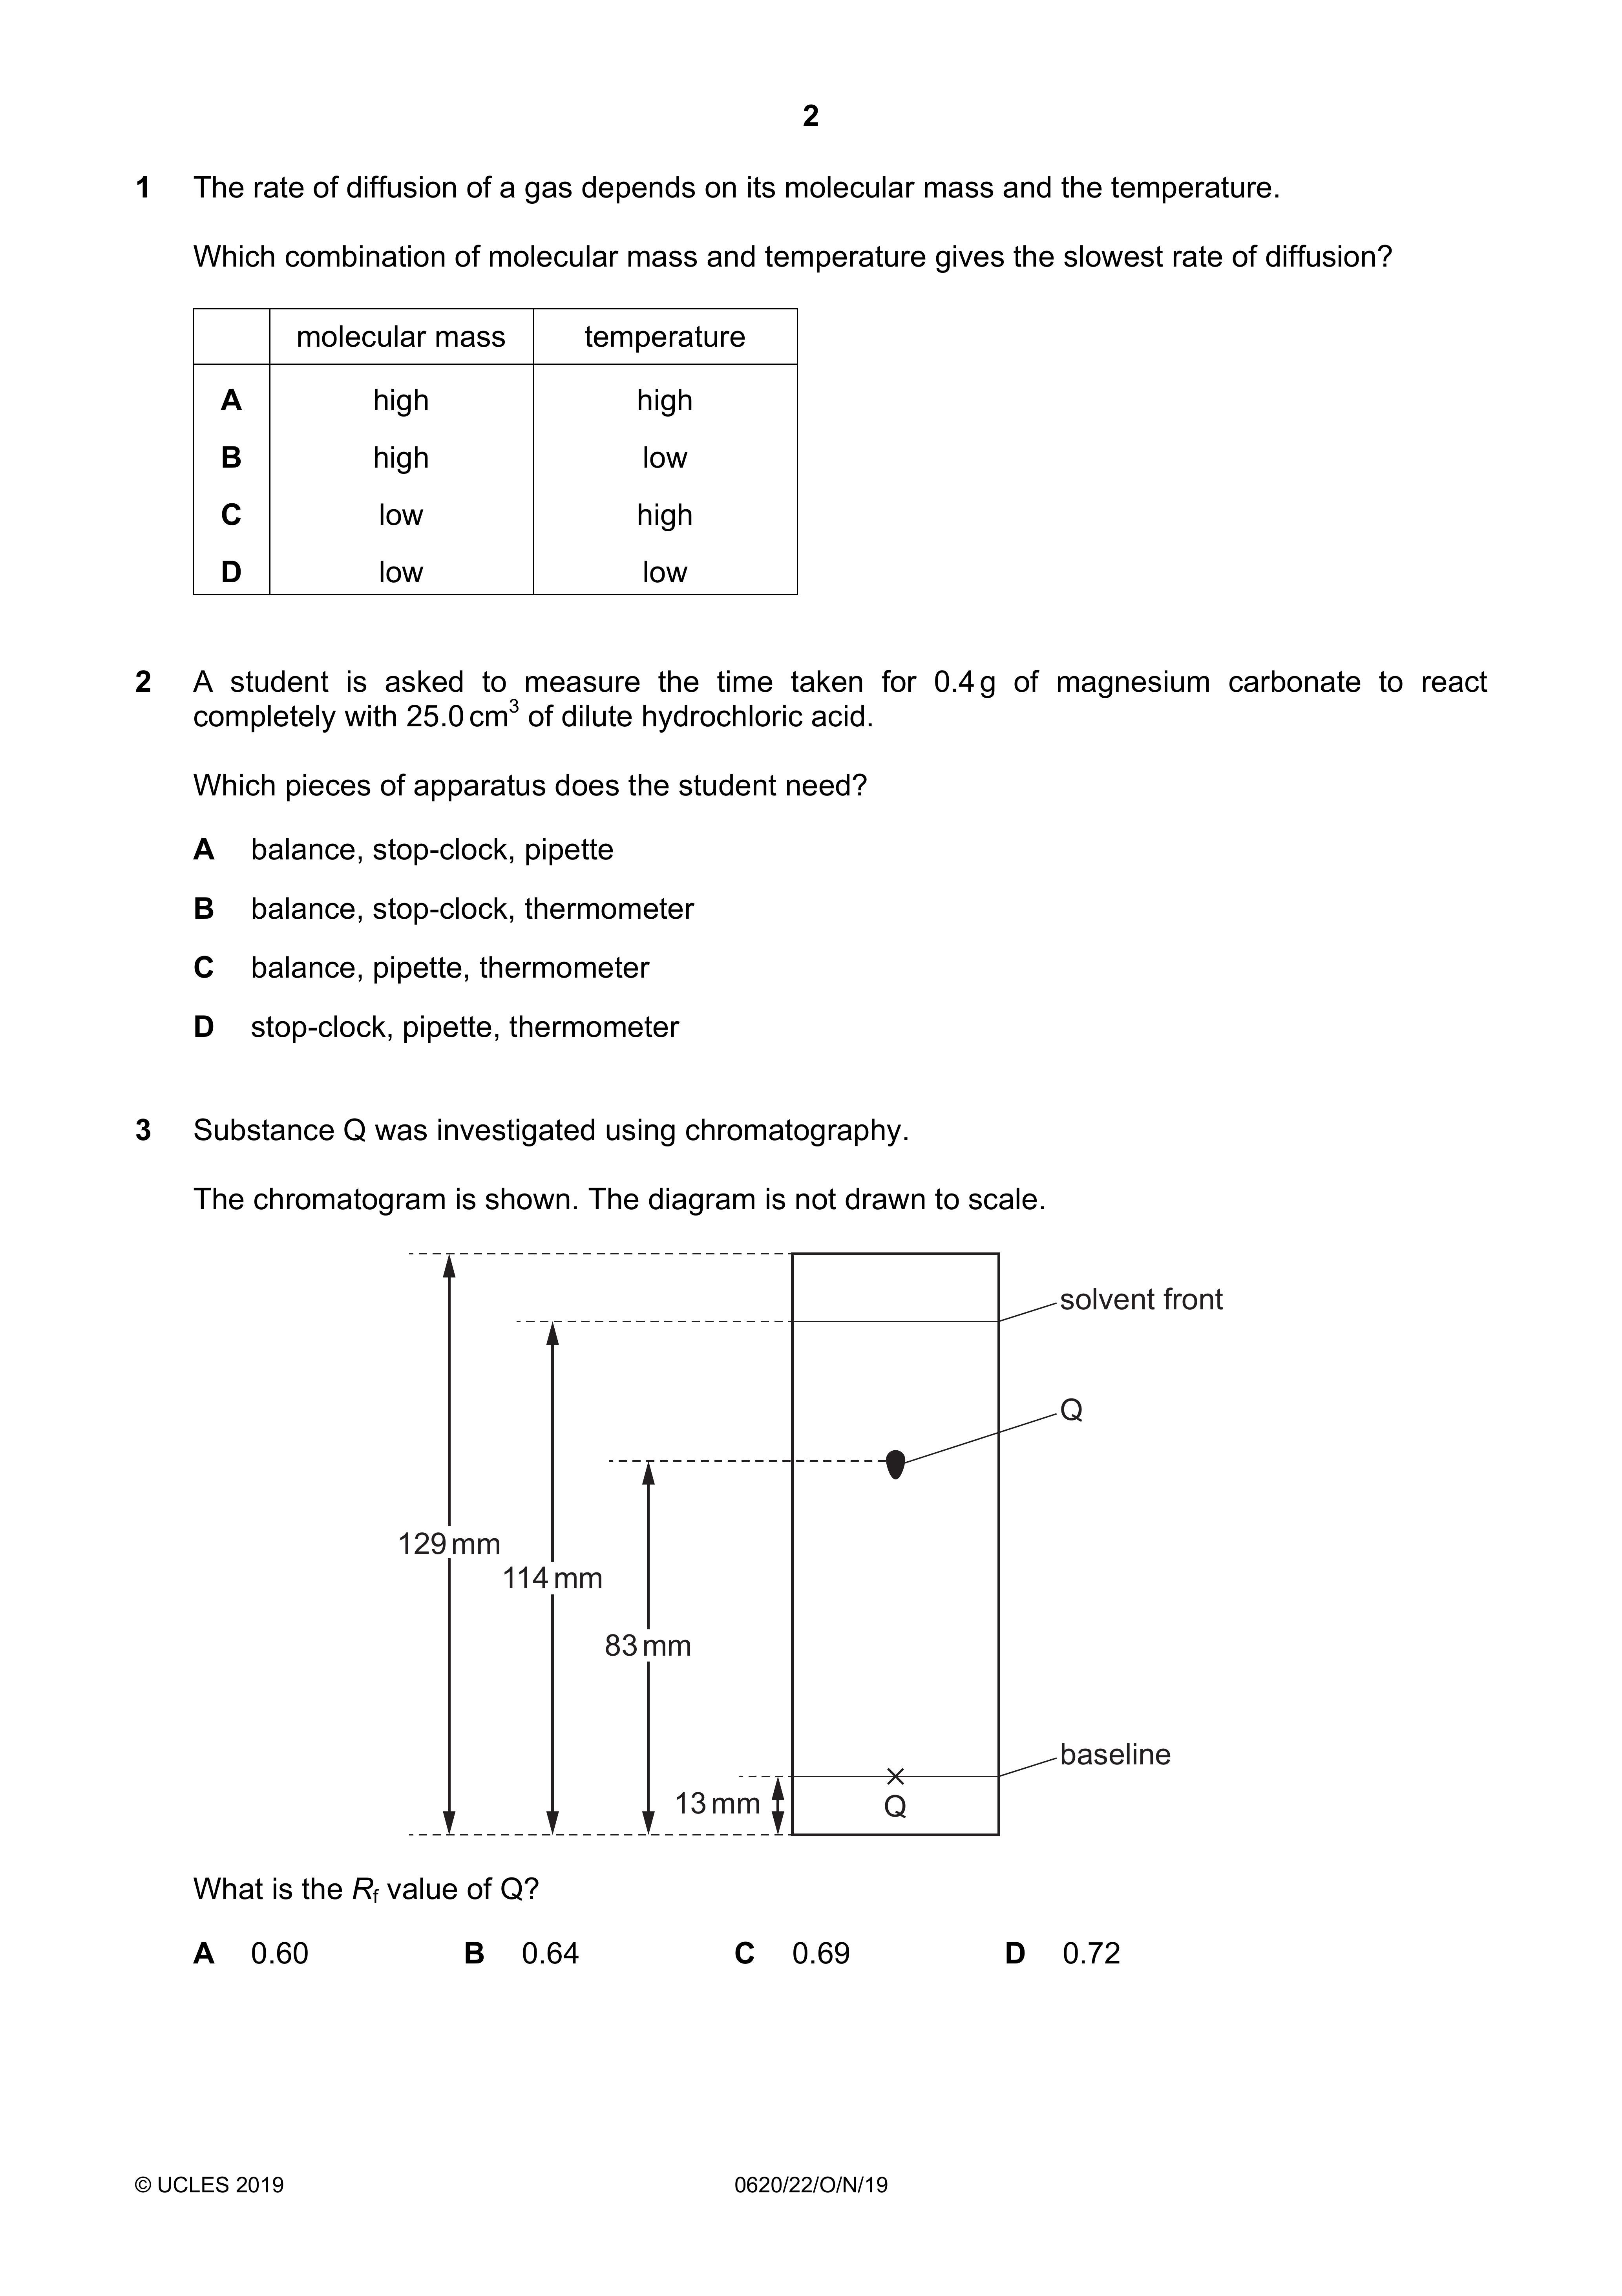 2
1 The rate of diffusion of a gas depends on its molecular mass and the temperature.
Which combination of molecular mass and temperature gives the slowest rate of diffusion?
molecular mass temperature
A high high
B high low
C low high
D low low
2 A student is asked to measure the time taken for 0.4 g of magnesium carbonate to react
completely with 25.0 cm³ of dilute hydrochloric acid.
Which pieces of apparatus does the student need?
A balance, stop-clock, pipette
B balance, stop-clock, thermometer
C balance, pipette, thermometer
D stop-clock, pipette, thermometer
3 Substance Q was investigated using chromatography.
The chromatogram is shown. The diagram is not drawn to scale.
solvent front
Q
129 mm
114 mm
83 mm
baseline
13 mm
Q
What is the Rf value of Q?
A 0.60 B 0.64 C 0.69 D 0.72
© UCLES 2019 0620/22/O/N/19